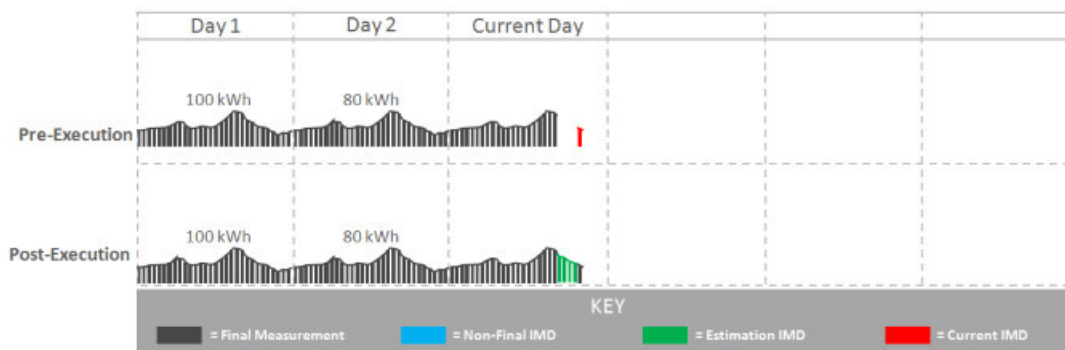 Day 1 Day 2 Current Day
100 kWh 80 kWh
Pre-Execution
100 kWh 80 kWh
Post-Execution
KEY
= Final Measurement = Non-Final IMD = Estimation IMD = Current IMD